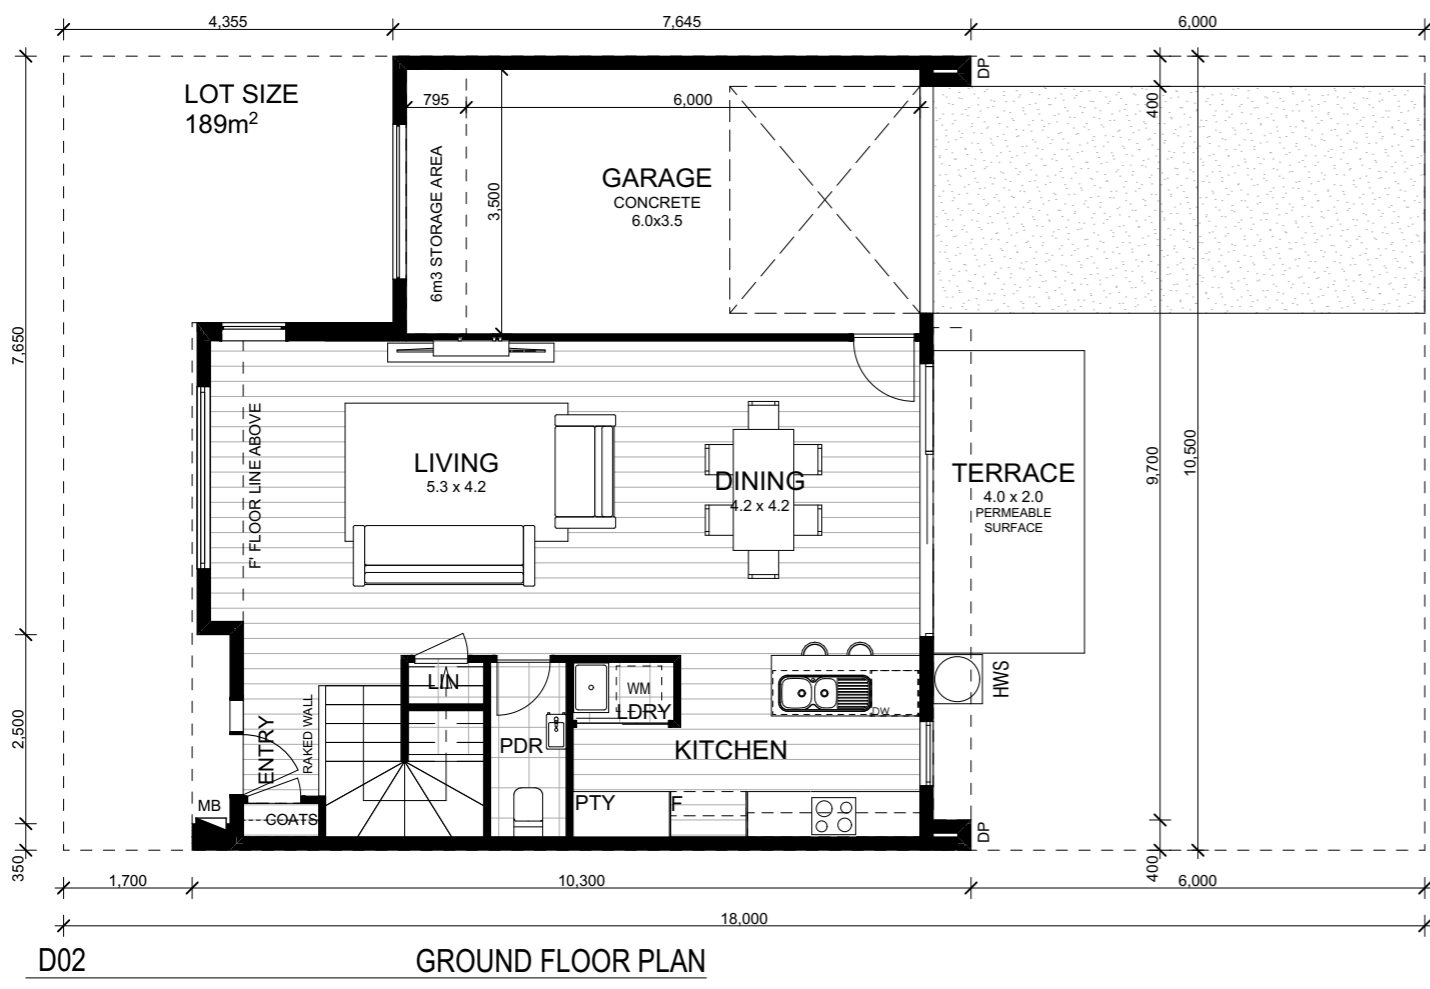 4,355
7,645
6,000
LOT SIZE
189m²
DP
795
6,000
400
6m3 STORAGE AREA
3,500
GARAGE
CONCRETE
6.0x3.5
7,650
F' FLOOR LINE ABOVE
LIVING
5.3 x 4.2
DINING
4.2 x 4.2
TERRACE
4.0 x 2.0
PERMEABLE
SURFACE
9,700
10,500
HWS
2,500
ENTRY
RAKED WALL
LIN
PDR
WM
LDRY
DW
KITCHEN
MB
COATS
PTY
F
DP
350
400
1,700
10,300
6,000
18,000
D02
GROUND FLOOR PLAN